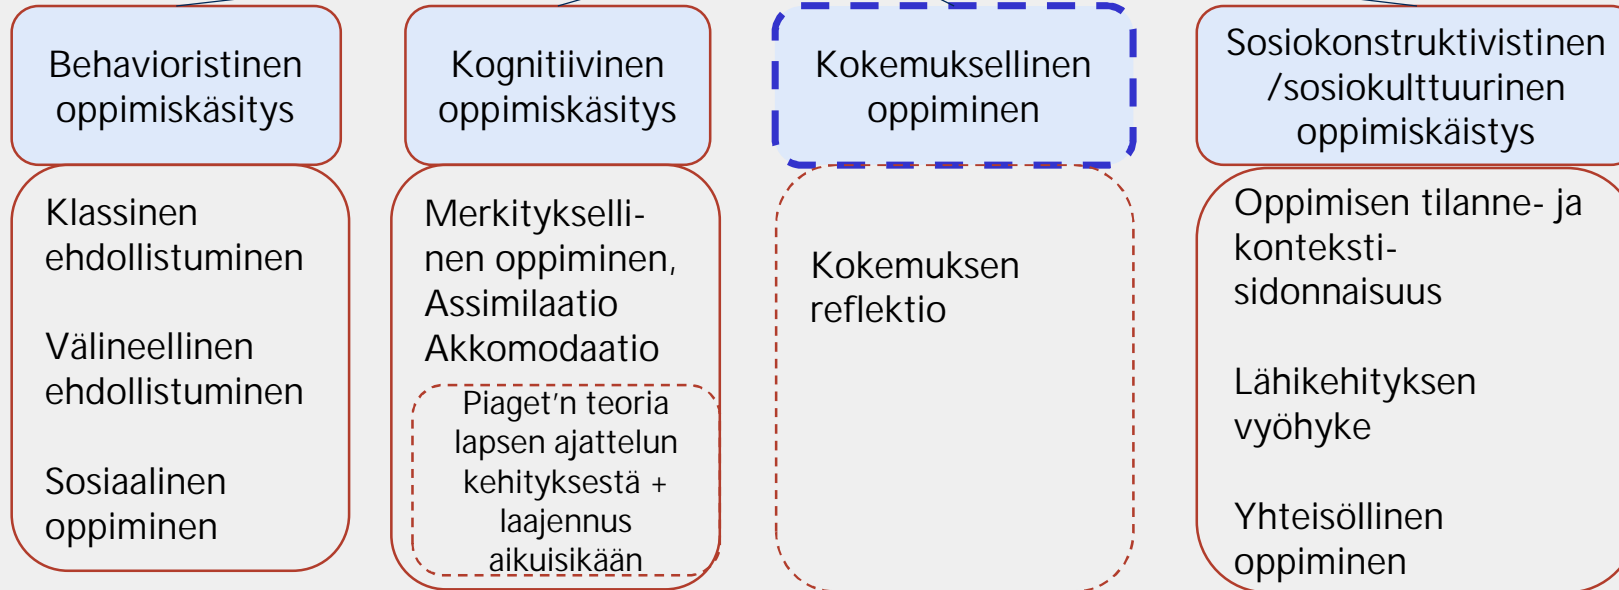 Behavioristinen
oppimiskäsitys
Kognitiivinen
oppimiskäsitys
Kokemuksellinen
oppiminen
Sosiokonstruktivistinen
/sosiokulttuurinen
oppimiskäistys
Klassinen
ehdollistuminen
Välineellinen
ehdollistuminen
Sosiaalinen
oppiminen
Merkitykselli-
nen oppiminen,
Assimilaatio
Akkomodaatio
Piaget’n teoria
lapsen ajattelun
kehityksestä +
laajennus
aikuisikään
Kokemuksen
reflektio
Oppimisen tilanne- ja
konteksti-
sidonnaisuus
Lähikehityksen
vyöhyke
Yhteisöllinen
oppiminen